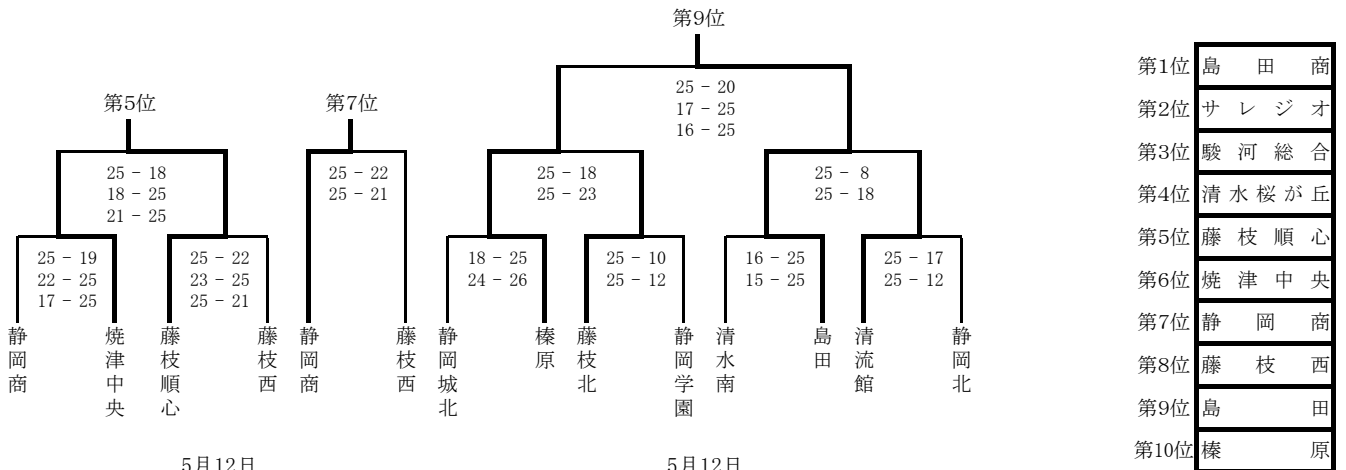 第9位
25 - 20
17 - 25
16 - 25
第5位
第7位
25 - 18
18 - 25
21 - 25
25 - 22
25 - 21
25 - 18
25 - 23
25 - 8
25 - 18
25 - 19
22 - 25
17 - 25
25 - 22
23 - 25
25 - 21
18 - 25
24 - 26
25 - 10
25 - 12
16 - 25
15 - 25
25 - 17
25 - 12
静岡商
焼津中央
藤枝順心
藤枝西
静岡商
藤枝西
静岡城北
榛原
藤枝北
静岡学園
清水南
島田
清流館
静岡北
5月12日
5月12日
第1位 島田商
第2位 サレジオ
第3位 駿河総合
第4位 清水桜が丘
第5位 藤枝順心
第6位 焼津中央
第7位 静岡商
第8位 藤枝西
第9位 島田
第10位 榛原